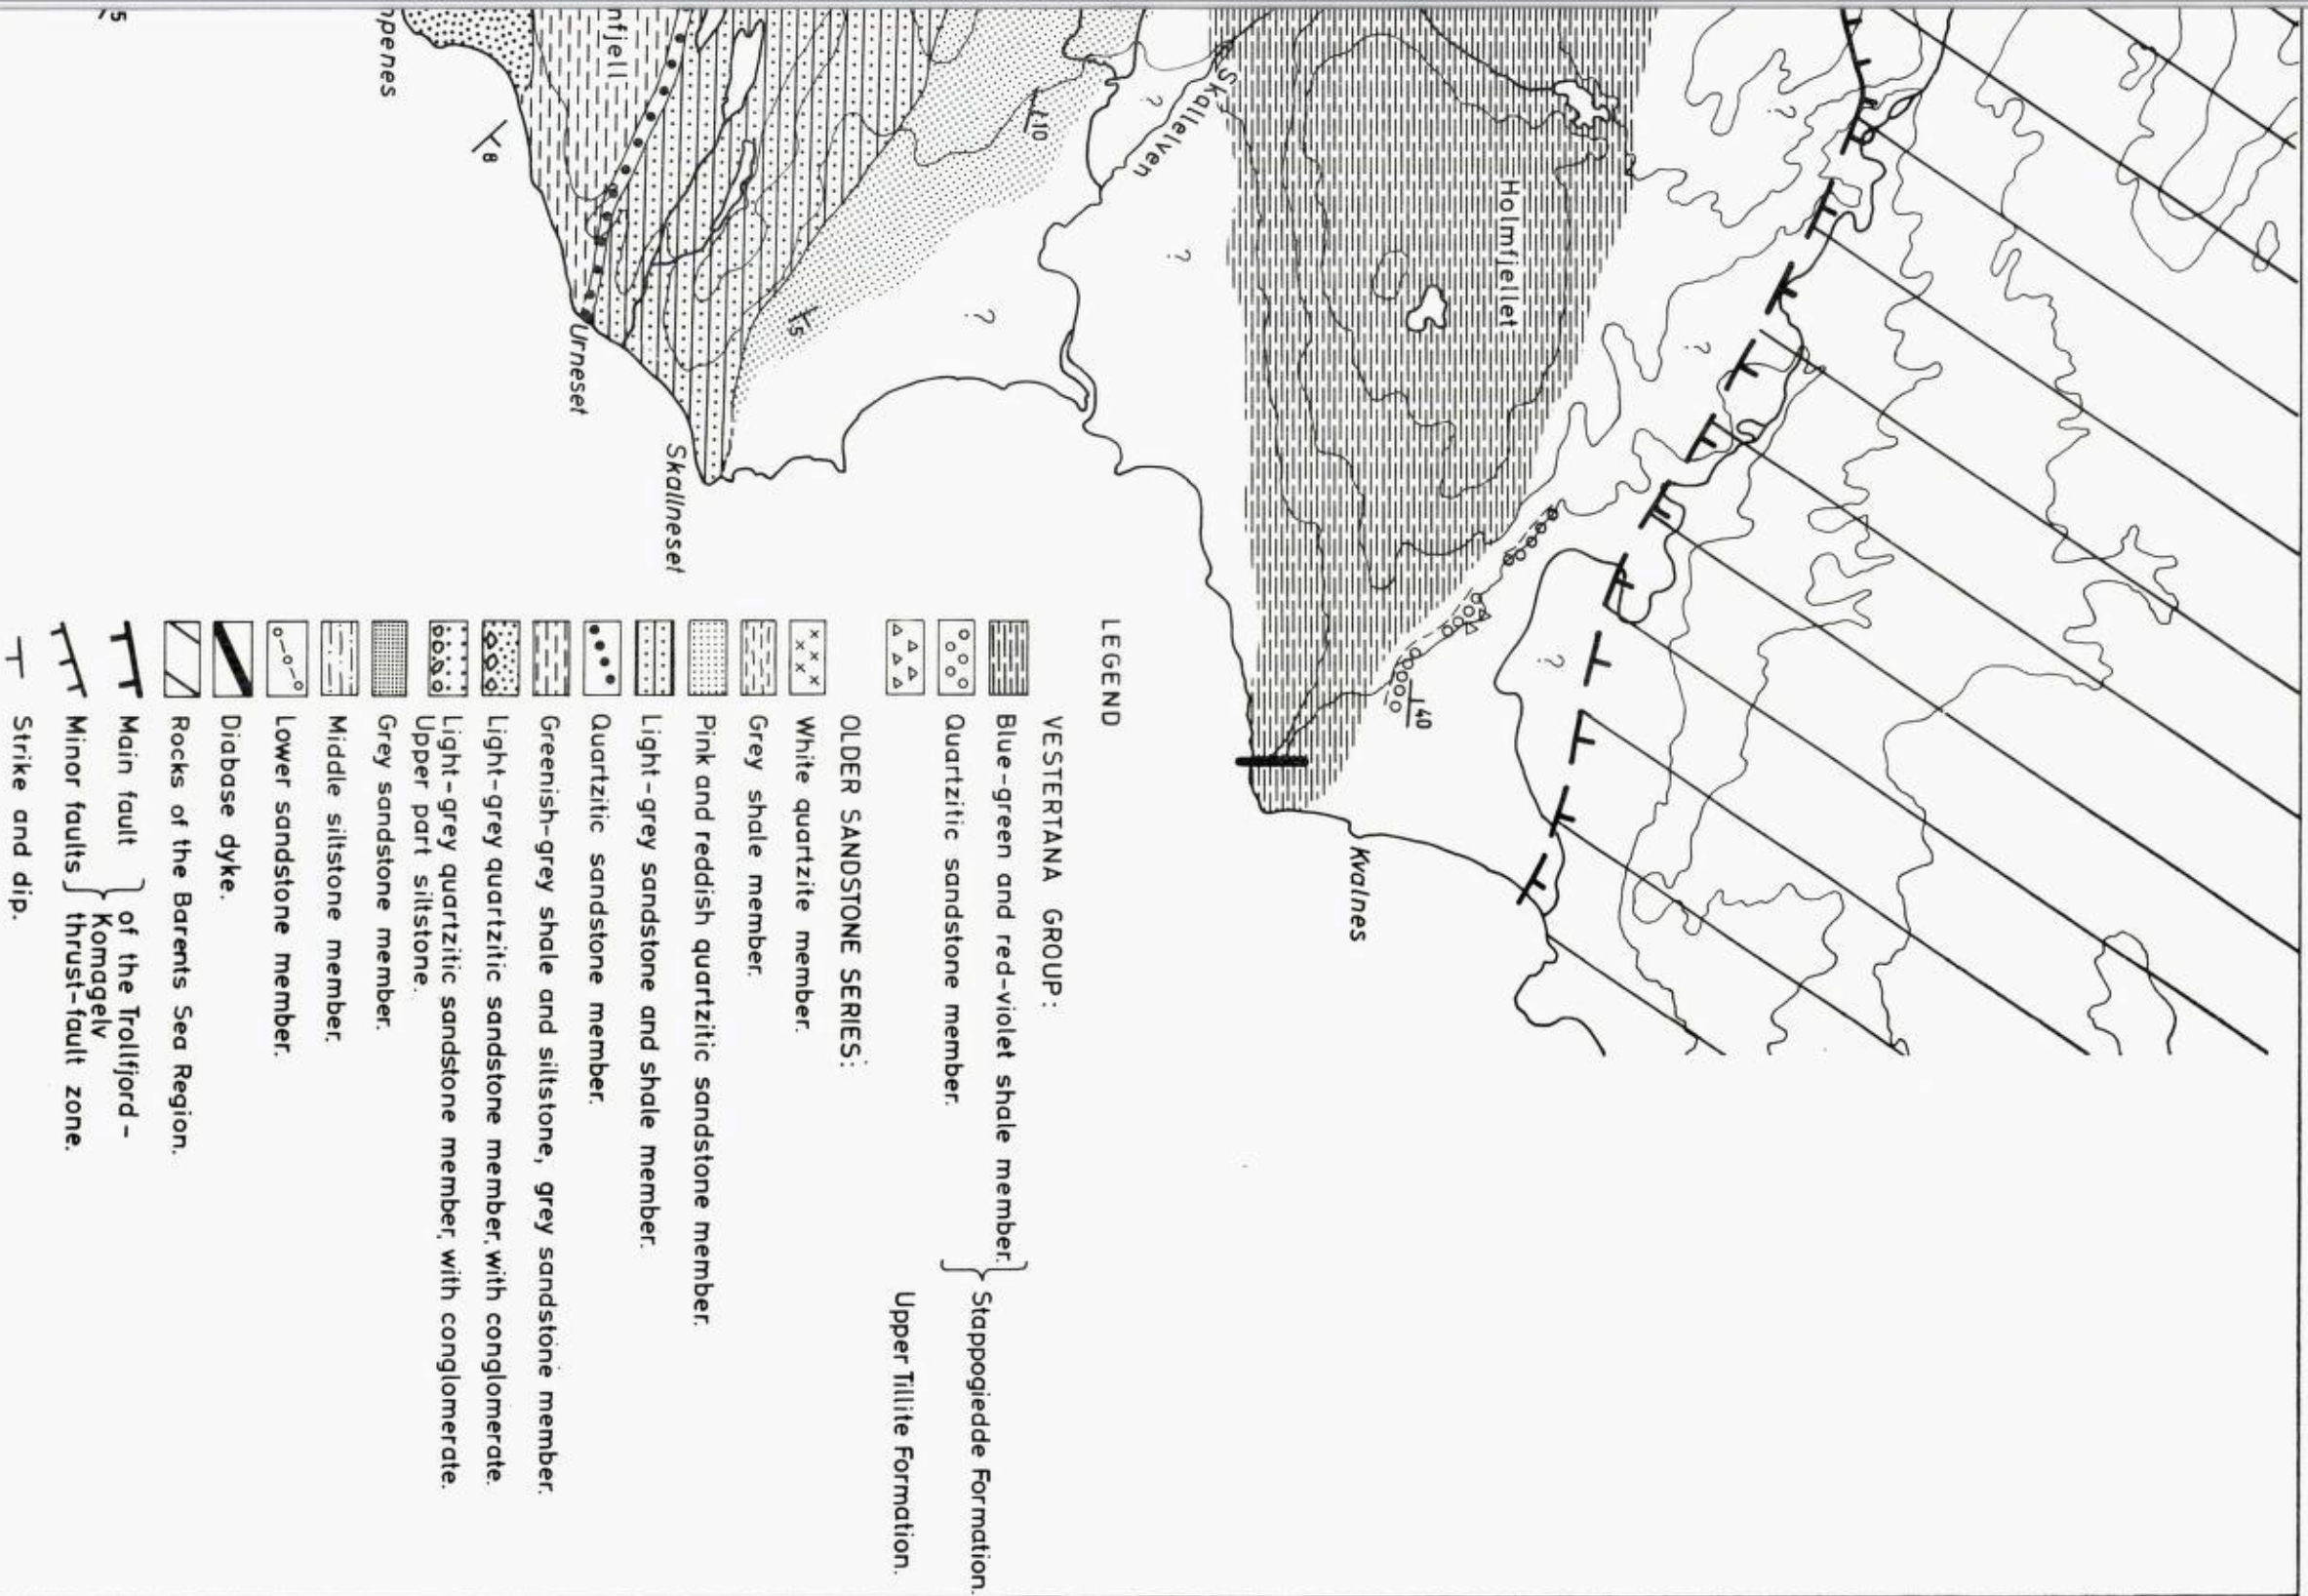 Holmfjellet
Skallelven
Kvalnes
Skallneset
Urneset
?
?
?
?
?
?
10
5
8
40
5
LEGEND
VESTERTANA GROUP:
Blue-green and red-violet shale member.
Quartzitic sandstone member.
Stappogiedde Formation.
Upper Tillite Formation.
OLDER SANDSTONE SERIES:
White quartzite member.
Grey shale member.
Pink and reddish quartzitic sandstone member.
Light-grey sandstone and shale member.
Quartzitic sandstone member.
Greenish-grey shale and siltstone, grey sandstone member.
Light-grey quartzitic sandstone member, with conglomerate.
Light-grey quartzitic sandstone member, with conglomerate.
Upper part siltstone.
Grey sandstone member.
Middle siltstone member.
Lower sandstone member.
Diabase dyke.
Rocks of the Barents Sea Region.
Main fault
Minor faults
of the Trollfjord-
Komagelv
thrust-fault zone.
Strike and dip.